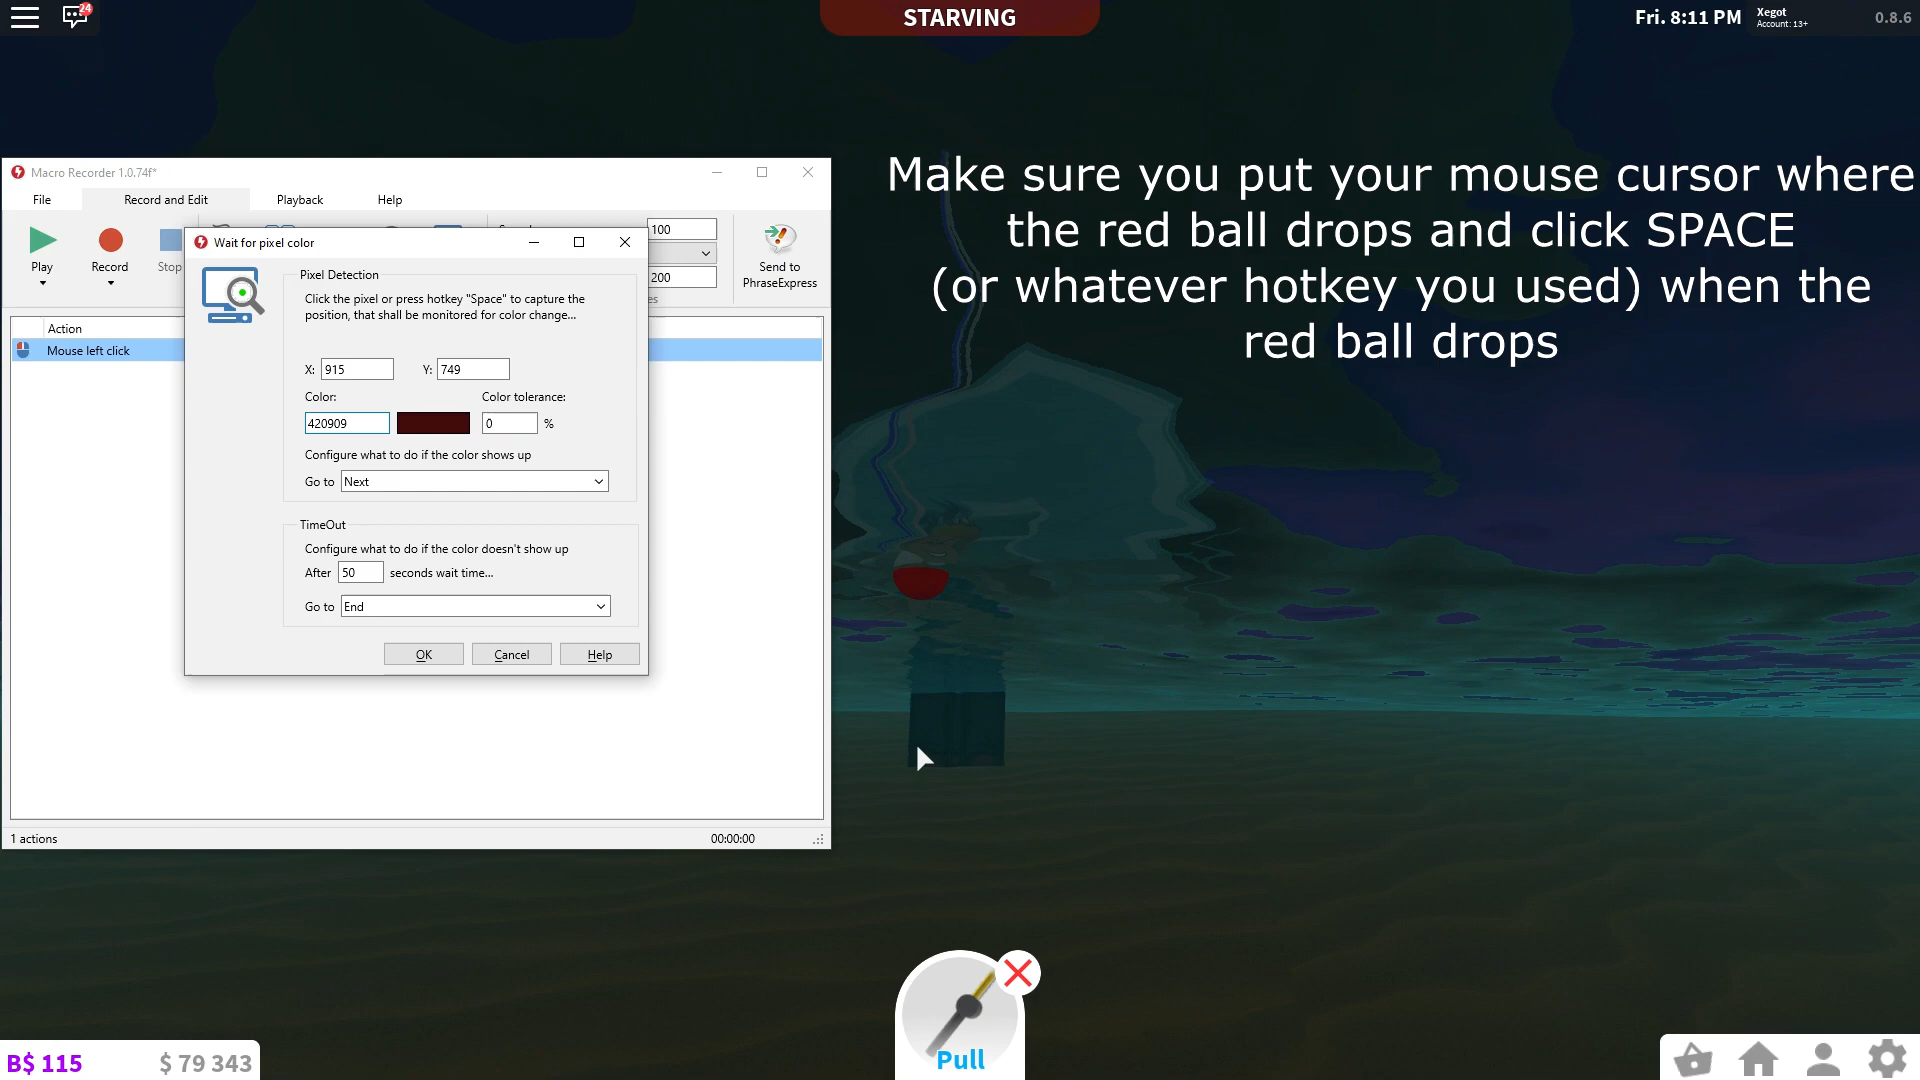 24
STARVING
Fri. 8:11 PM
Xegot
Account: 13+
0.8.6
Make sure you put your mouse cursor where
the red ball drops and click SPACE
(or whatever hotkey you used) when the
red ball drops
Macro Recorder 1.0.74f*
File
Record and Edit
Playback
Help
Play
Record
Stop
100
200
Send to
PhraseExpress
Action
Mouse left click
Wait for pixel color
Pixel Detection
Click the pixel or press hotkey "Space" to capture the
position, that shall be monitored for color change...
X: 915
Y: 749
Color:
Color tolerance:
420909
0 %
Configure what to do if the color shows up
Go to Next
TimeOut
Configure what to do if the color doesn't show up
After 50 seconds wait time...
Go to End
OK
Cancel
Help
1 actions
00:00:00
Pull
B$ 115
$ 79 343